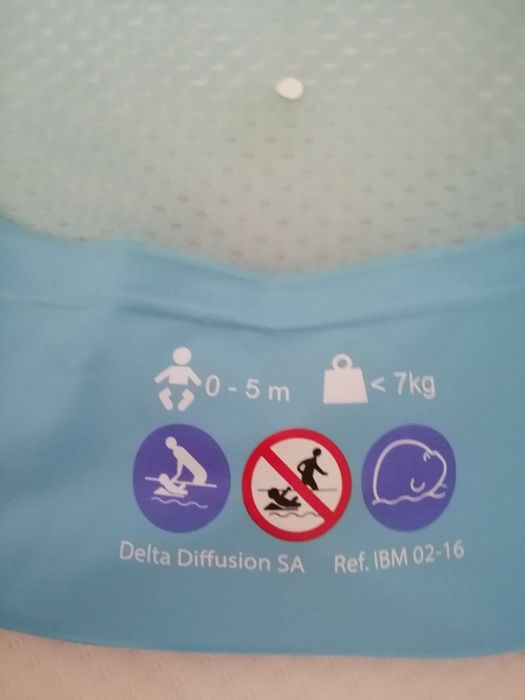 0 - 5 m < 7kg
Delta Diffusion SA Ref. IBM 02-16